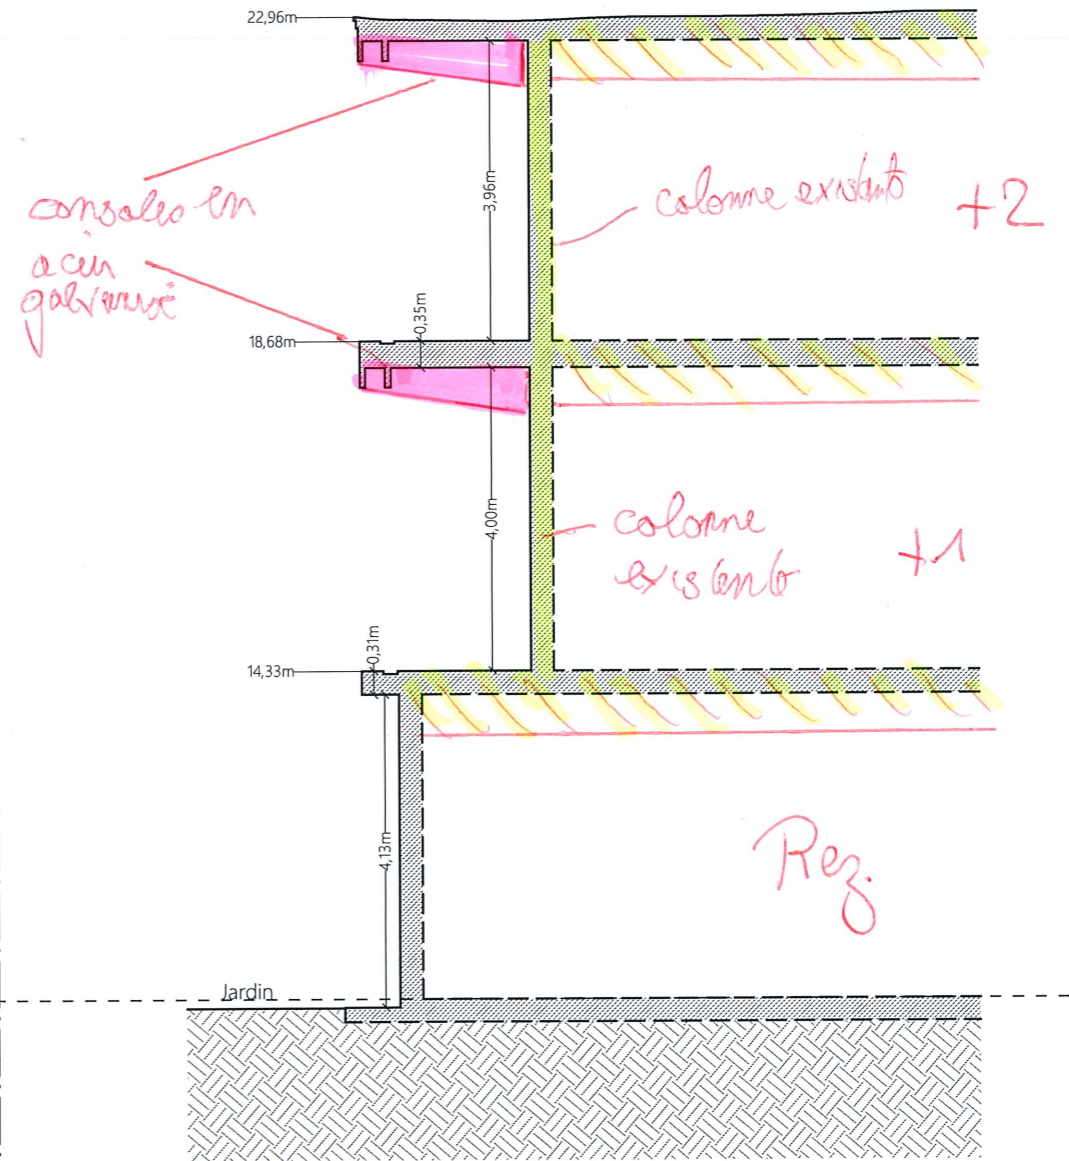 22,96m
3,96m
consoles en
acier
galvanisé
colonne existante
+2
0,35m
18,68m
4,00m
colonne
existante
+1
0,31m
14,33m
4,13m
Rez.
Jardin